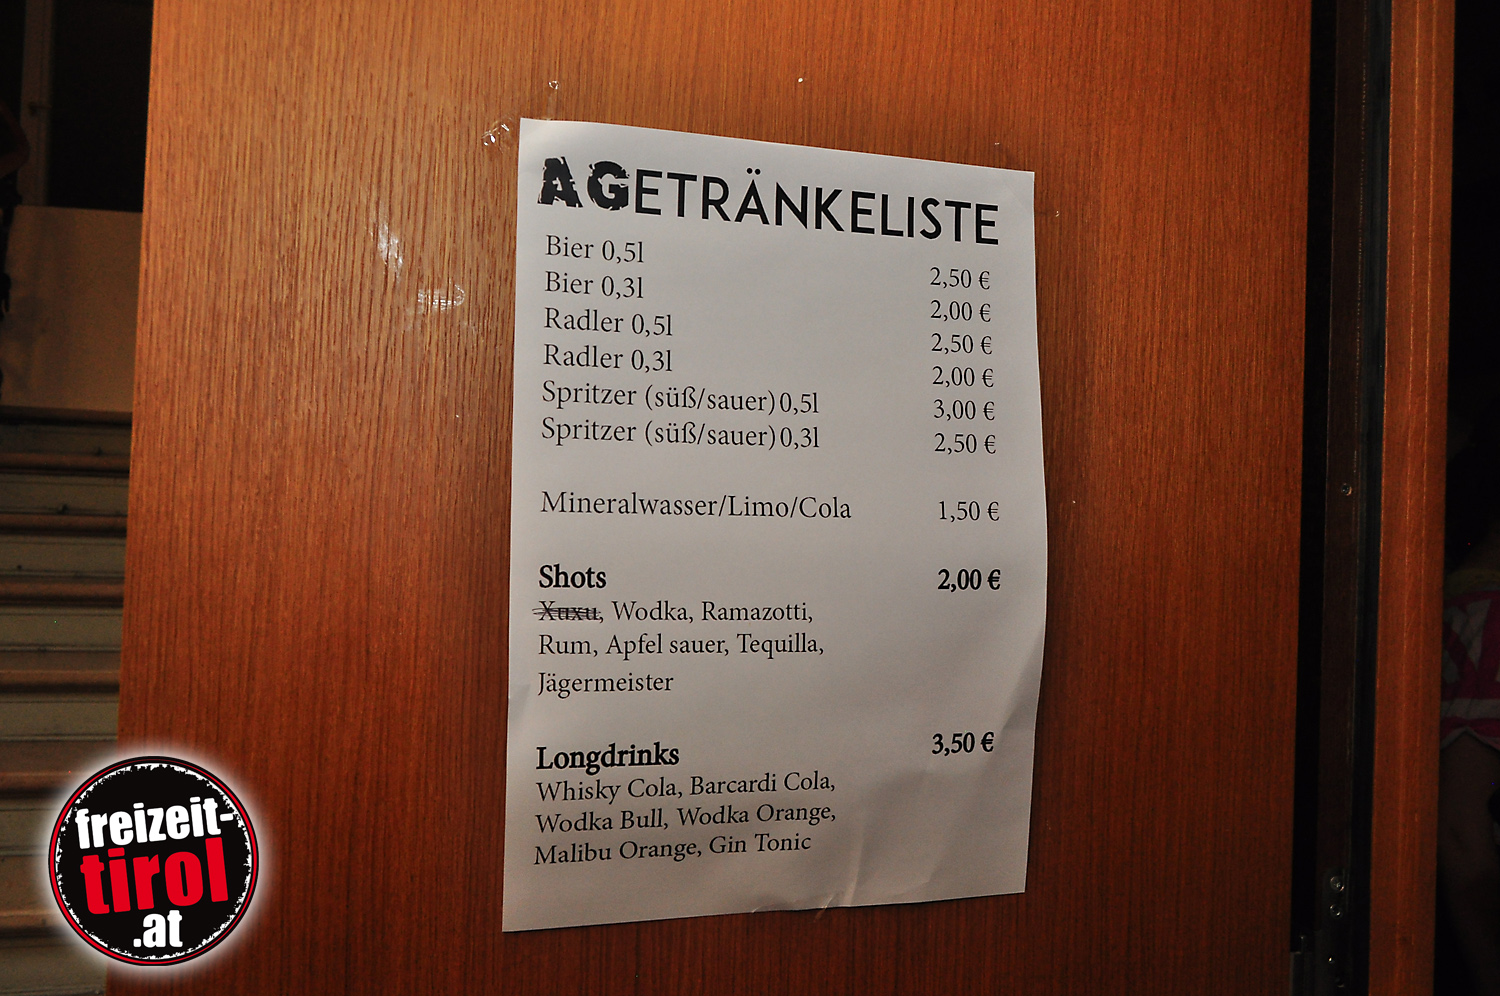 AGETRÄNKELISTE
Bier 0,5l 2,50 €
Bier 0,3l 2,00 €
Radler 0,5l 2,50 €
Radler 0,3l 2,00 €
Spritzer (süß/sauer) 0,5l 3,00 €
Spritzer (süß/sauer) 0,3l 2,50 €
Mineralwasser/Limo/Cola 1,50 €
Shots 2,00 €
Xuxu, Wodka, Ramazotti,
Rum, Apfel sauer, Tequilla,
Jägermeister
Longdrinks 3,50 €
Whisky Cola, Barcardi Cola,
Wodka Bull, Wodka Orange,
Malibu Orange, Gin Tonic
freizeit-
tirol
.at